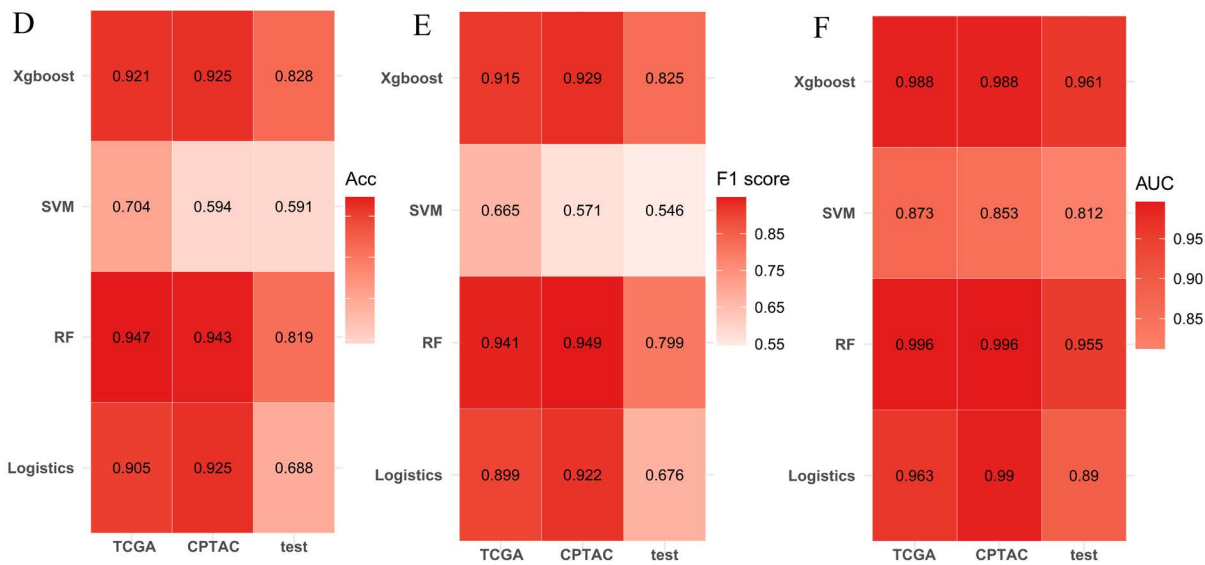 D
Xgboost 0.921 0.925 0.828
SVM 0.704 0.594 0.591
RF 0.947 0.943 0.819
Logistics 0.905 0.925 0.688
TCGA CPTAC test
Acc
E
Xgboost 0.915 0.929 0.825
SVM 0.665 0.571 0.546
RF 0.941 0.949 0.799
Logistics 0.899 0.922 0.676
TCGA CPTAC test
F1 score
0.85
0.75
0.65
0.55
F
Xgboost 0.988 0.988 0.961
SVM 0.873 0.853 0.812
RF 0.996 0.996 0.955
Logistics 0.963 0.99 0.89
TCGA CPTAC test
AUC
0.95
0.90
0.85